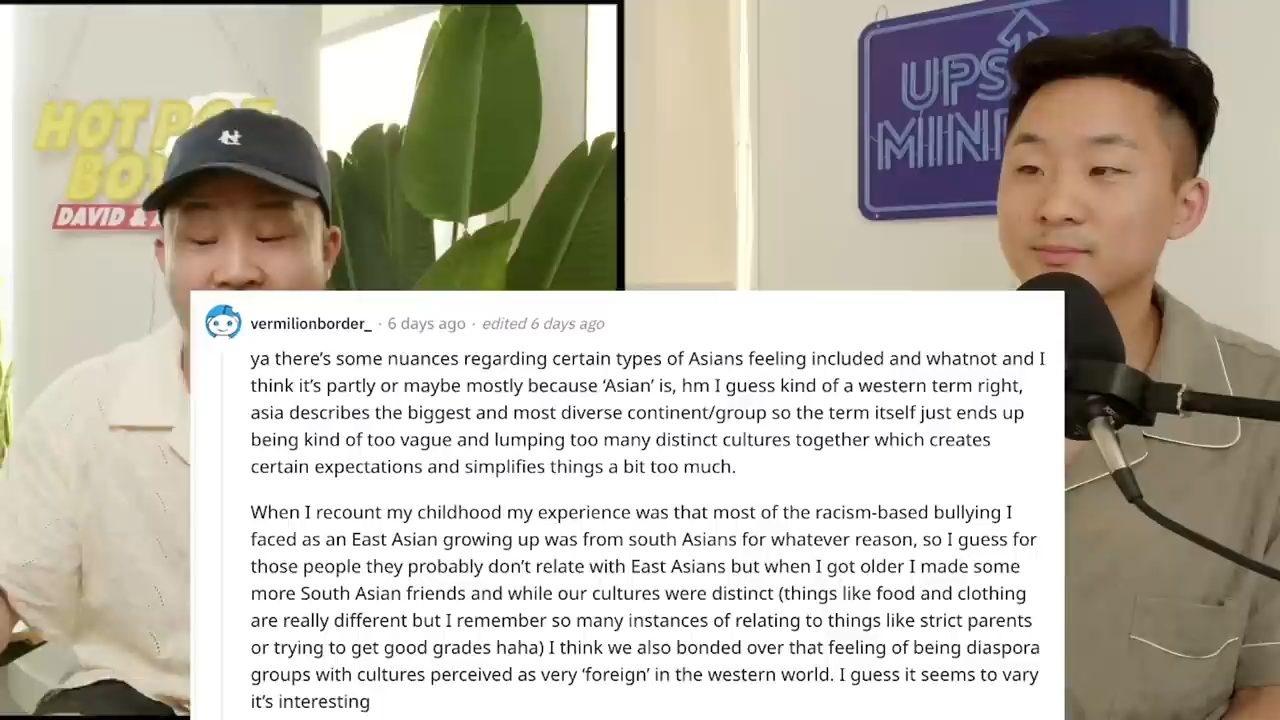 HOT POT
BOY
DAVID &
UPS
MIND
vermilionborder_ · 6 days ago · edited 6 days ago
ya there's some nuances regarding certain types of Asians feeling included and whatnot and I
think it's partly or maybe mostly because ‘Asian’ is, hm I guess kind of a western term right,
asia describes the biggest and most diverse continent/group so the term itself just ends up
being kind of too vague and lumping too many distinct cultures together which creates
certain expectations and simplifies things a bit too much.
When I recount my childhood my experience was that most of the racism-based bullying I
faced as an East Asian growing up was from south Asians for whatever reason, so I guess for
those people they probably don't relate with East Asians but when I got older I made some
more South Asian friends and while our cultures were distinct (things like food and clothing
are really different but I remember so many instances of relating to things like strict parents
or trying to get good grades haha) I think we also bonded over that feeling of being diaspora
groups with cultures perceived as very ‘foreign’ in the western world. I guess it seems to vary
it's interesting